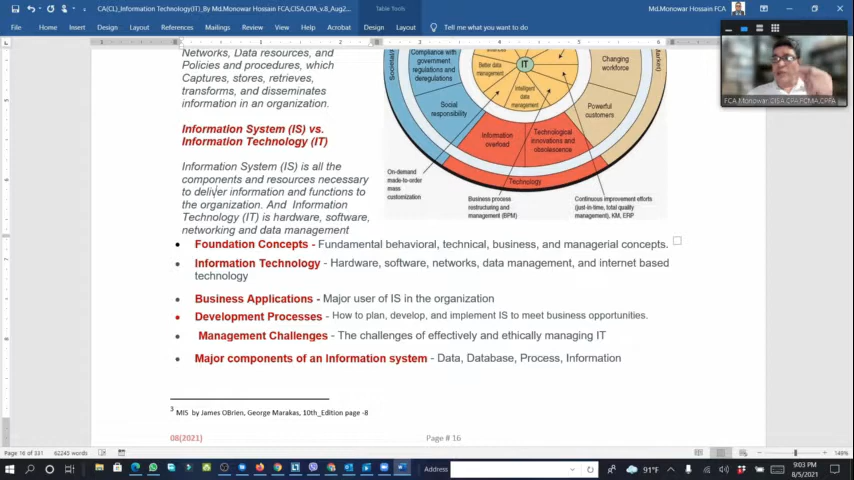 CA(CL)_Information Technology(IT)_By Md.Monowar Hossain FCA,CISA,CPA_v.8_Aug2...
Table Tools
Md.Monowar Hossain FCA
File
Home
Insert
Draw
Design
Layout
References
Mailings
Review
View
Help
Acrobat
Design
Layout
Tell me what you want to do
FCA.Monowar.CISA.CPA.FCMA.CPFA
Networks, Data resources, and
Policies and procedures, which
Captures, stores, retrieves,
transforms, and disseminates
information in an organization.
Information System (IS) vs.
Information Technology (IT)
Information System (IS) is all the
components and resources necessary
to deliver information and functions to
the organization. And Information
Technology (IT) is hardware, software,
networking and data management
Compliance with
government
regulations and
deregulations
Social
responsibility
Better data
management
IT
Intelligent
data
management
Changing
workforce
Powerful
customers
Information
overload
Technological
innovations and
obsolescence
Technology
On-demand
made-to-order
mass
customization
Business process
restructuring and
management (BPM)
Continuous improvement efforts
(just-in-time, total quality
management), KM, ERP
• Foundation Concepts - Fundamental behavioral, technical, business, and managerial concepts.
• Information Technology - Hardware, software, networks, data management, and internet based
technology
• Business Applications - Major user of IS in the organization
• Development Processes - How to plan, develop, and implement IS to meet business opportunities.
• Management Challenges - The challenges of effectively and ethically managing IT
• Major components of an Information system - Data, Database, Process, Information
3 MIS by James OBrien, George Marakas, 10th_Edition page -8
08(2021)
Page # 16
Page 16 of 331
62243 words
149%
Address
91°F
9:03 PM
8/5/2021